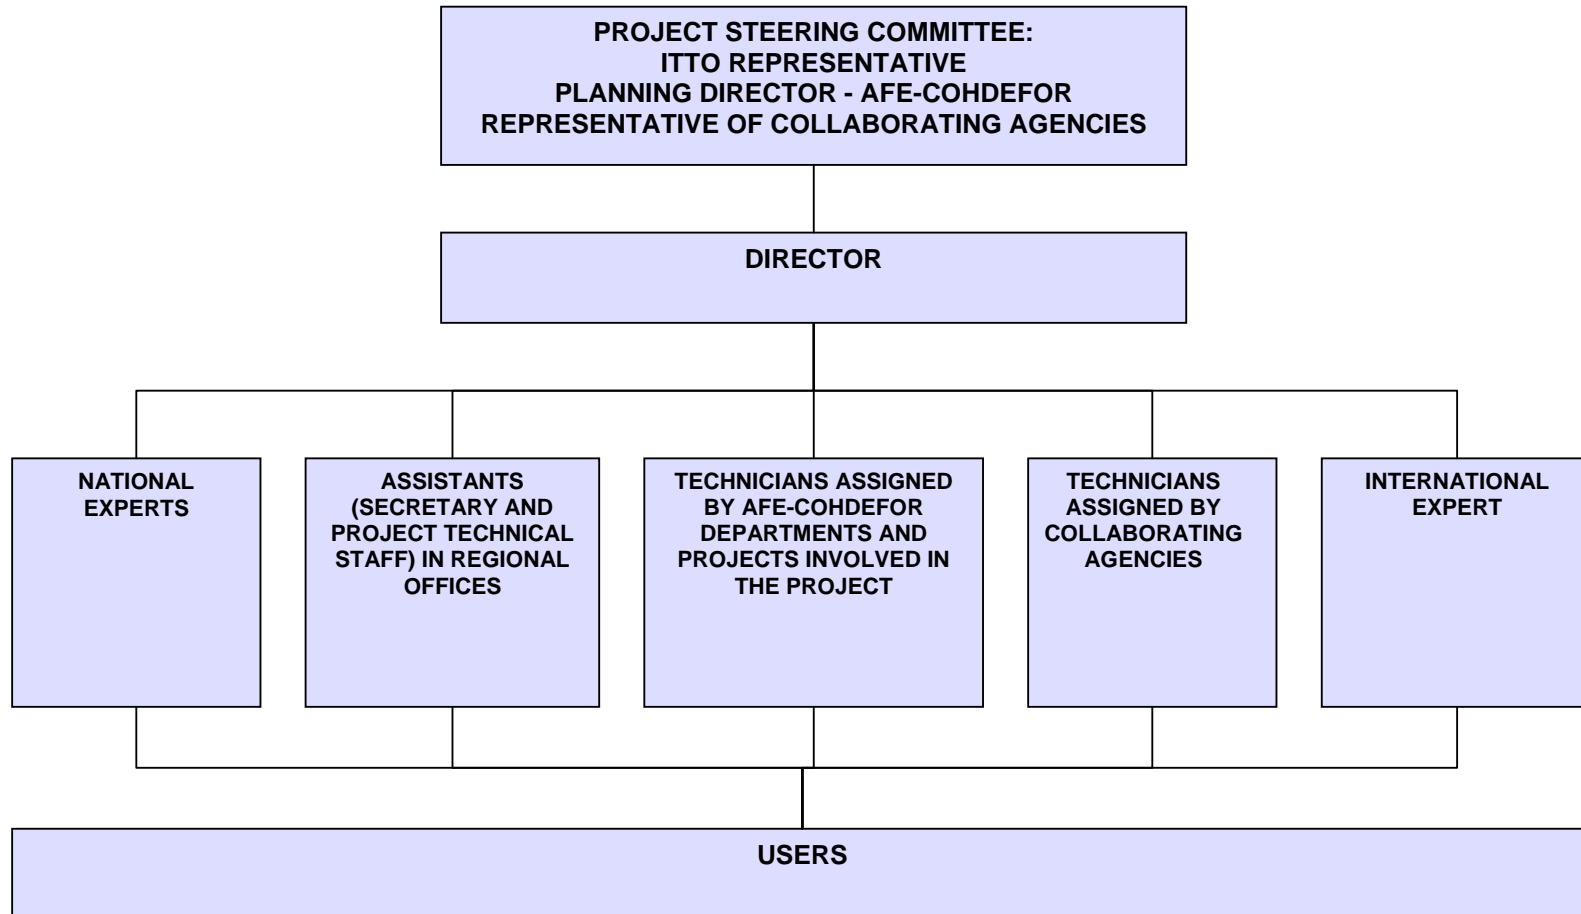 PROJECT STEERING COMMITTEE:
ITTO REPRESENTATIVE
PLANNING DIRECTOR - AFE-COHDEFOR
REPRESENTATIVE OF COLLABORATING AGENCIES
DIRECTOR
NATIONAL
EXPERTS
ASSISTANTS
(SECRETARY AND
PROJECT TECHNICAL
STAFF) IN REGIONAL
OFFICES
TECHNICIANS ASSIGNED
BY AFE-COHDEFOR
DEPARTMENTS AND
PROJECTS INVOLVED IN
THE PROJECT
TECHNICIANS
ASSIGNED BY
COLLABORATING
AGENCIES
INTERNATIONAL
EXPERT
USERS